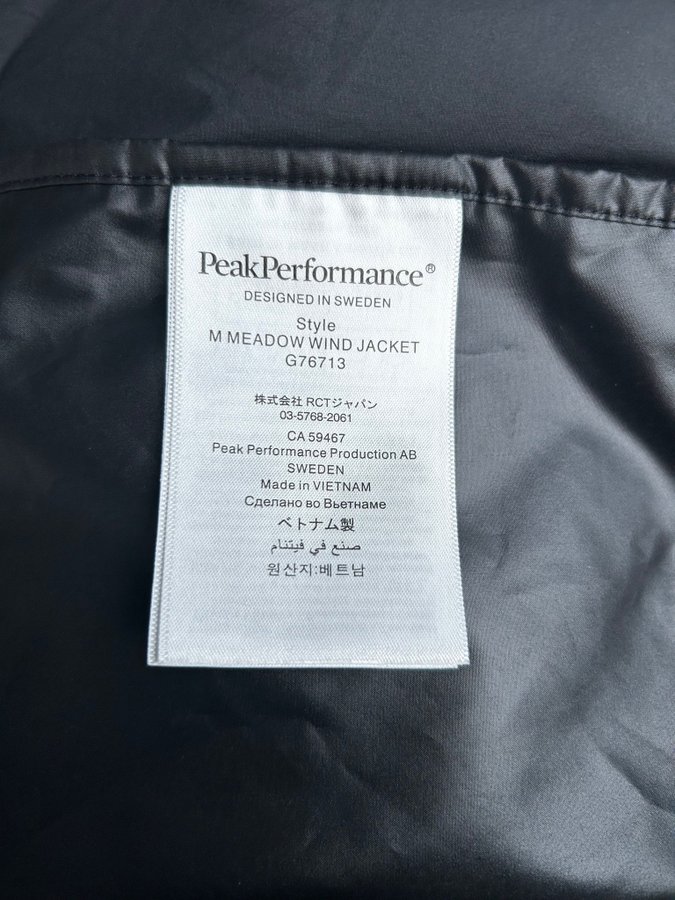 PeakPerformance®
DESIGNED IN SWEDEN
Style
M MEADOW WIND JACKET
G76713
株式会社 RCTジャパン
03-5768-2061
CA 59467
Peak Performance Production AB
SWEDEN
Made in VIETNAM
Сделано во Вьетнаме
ベトナム製
صنع في فيتنام
원산지:베트남